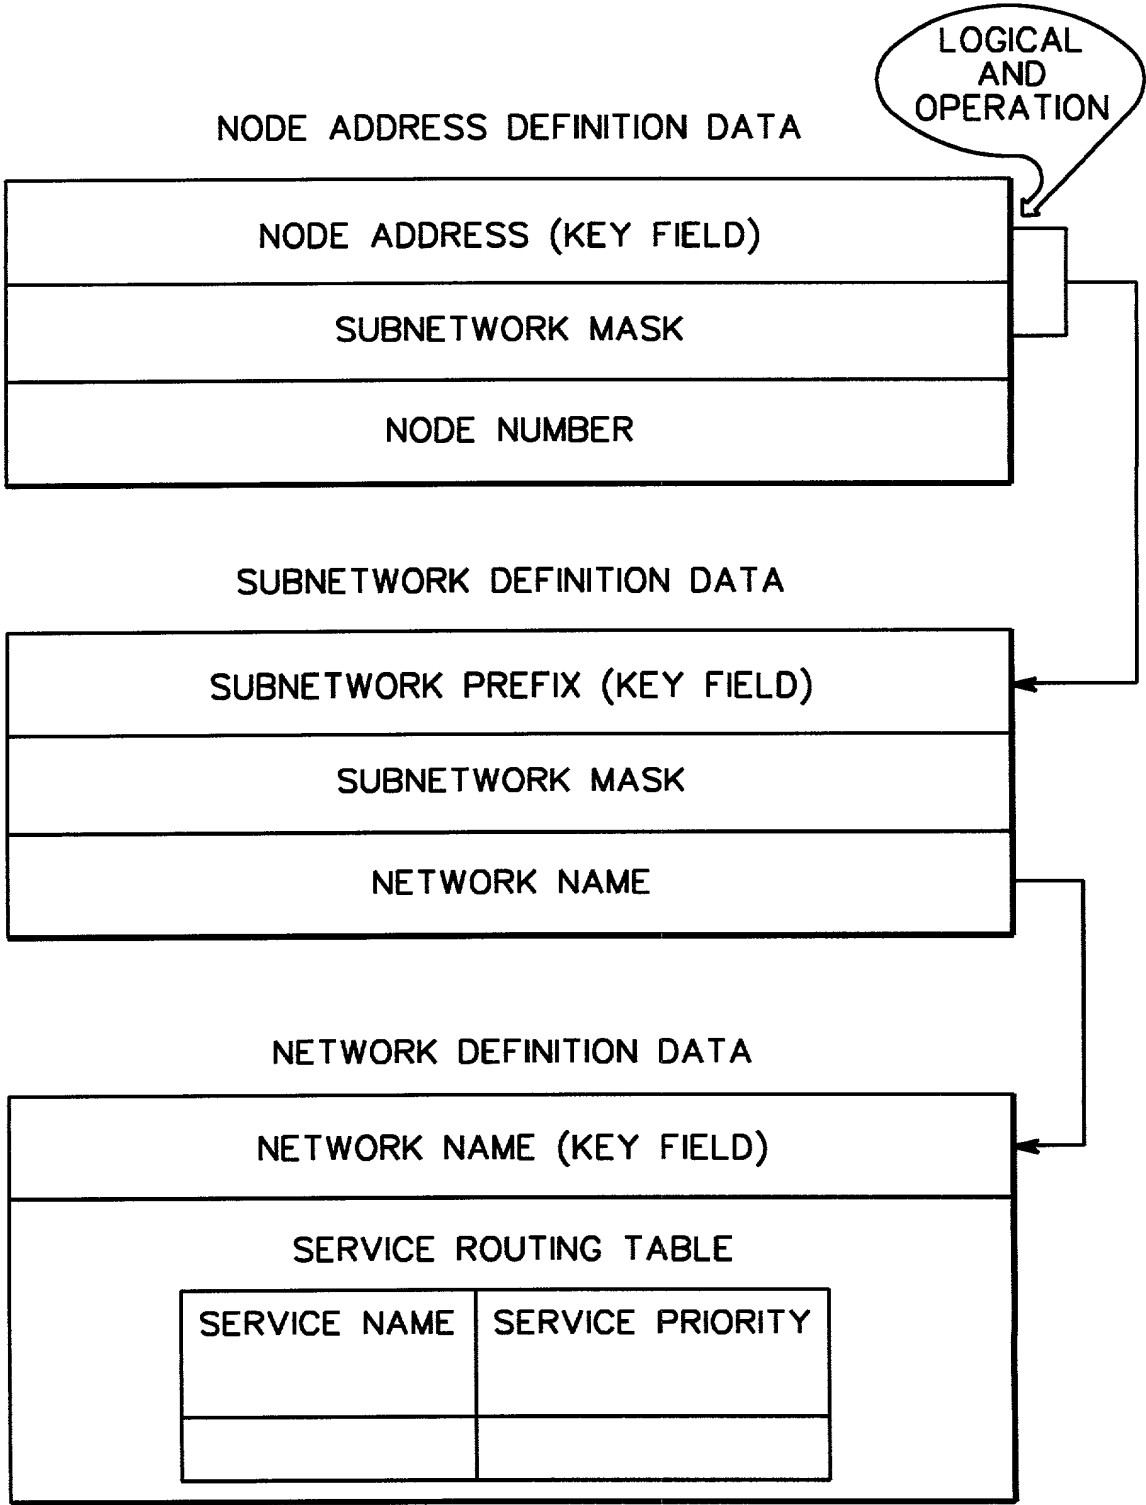 LOGICAL
AND
OPERATION
NODE ADDRESS DEFINITION DATA
NODE ADDRESS (KEY FIELD)
SUBNETWORK MASK
NODE NUMBER
SUBNETWORK DEFINITION DATA
SUBNETWORK PREFIX (KEY FIELD)
SUBNETWORK MASK
NETWORK NAME
NETWORK DEFINITION DATA
NETWORK NAME (KEY FIELD)
SERVICE ROUTING TABLE
SERVICE NAME SERVICE PRIORITY